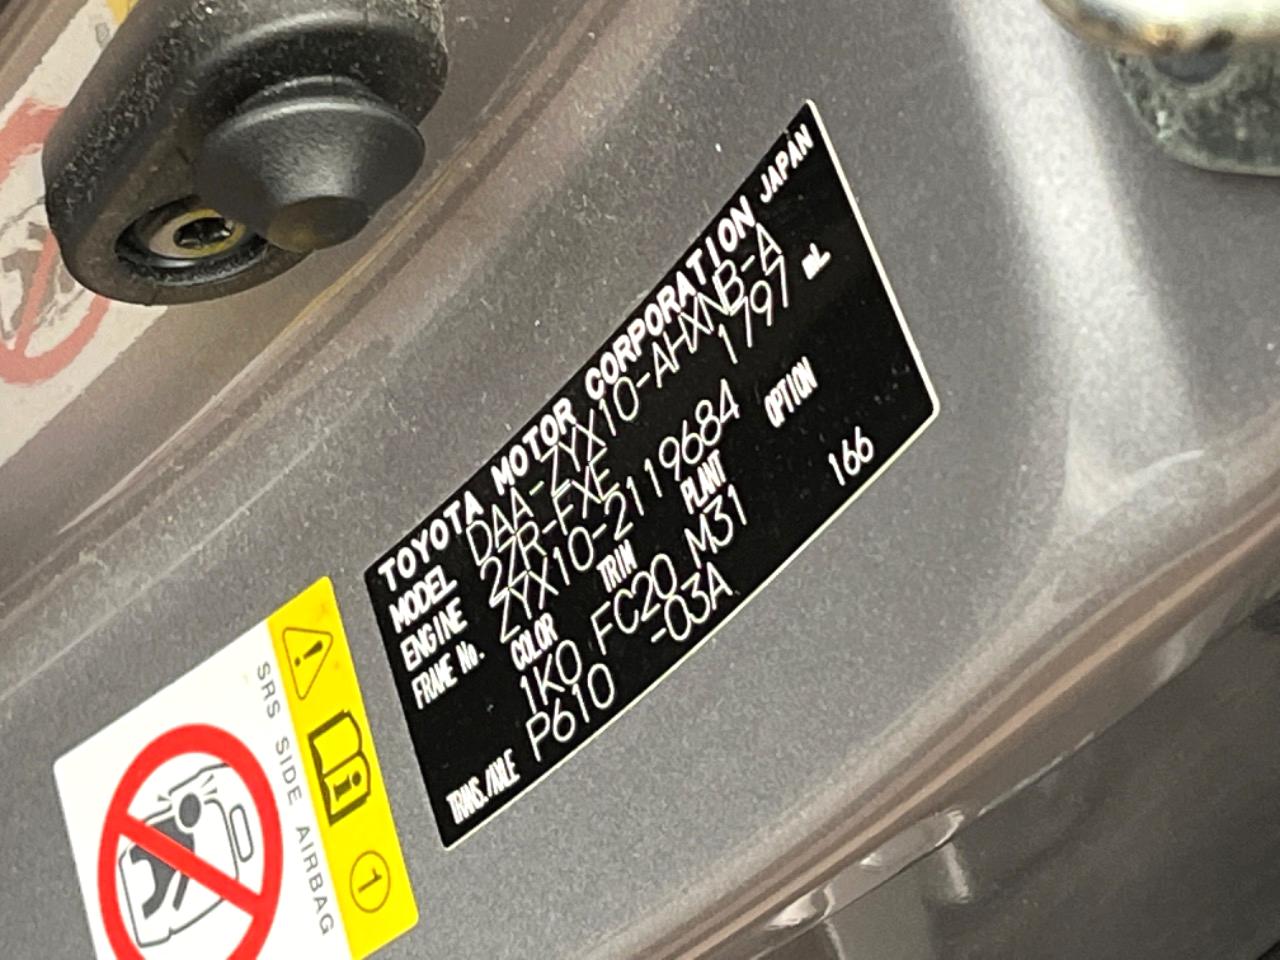 TOYOTA MOTOR CORPORATION JAPAN
MODEL DAA-ZYX10-AHXNB-A
ENGINE 2ZR-FXE 1797 mL
FRAME No. ZYX10-2119684
COLOR TRIM PLANT OPTION
1K0 FC20 M31 166
TRANS./AXLE P610 -03A
SRS SIDE AIRBAG
1